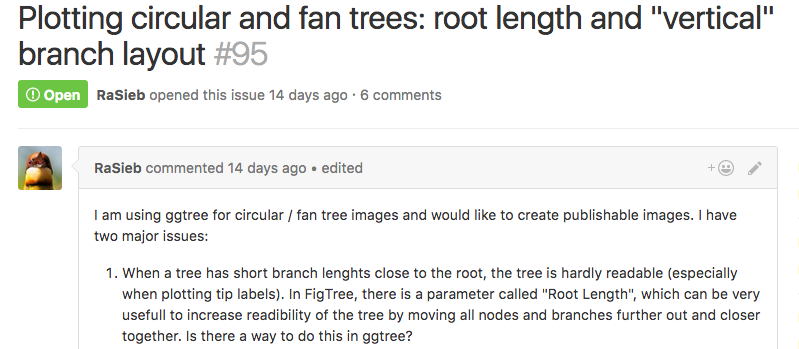 Plotting circular and fan trees: root length and "vertical"
branch layout #95
Open RaSieb opened this issue 14 days ago · 6 comments
RaSieb commented 14 days ago • edited
I am using ggtree for circular / fan tree images and would like to create publishable images. I have
two major issues:
1. When a tree has short branch lenghts close to the root, the tree is hardly readable (especially
when plotting tip labels). In FigTree, there is a parameter called "Root Length", which can be very
usefull to increase readibility of the tree by moving all nodes and branches further out and closer
together. Is there a way to do this in ggtree?